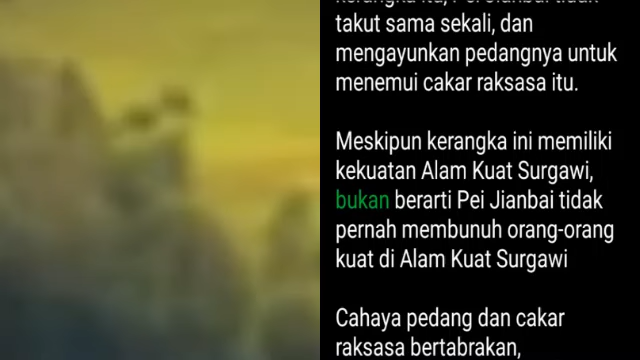 takut sama sekali, dan
mengayunkan pedangnya untuk
menemui cakar raksasa itu.
Meskipun kerangka ini memiliki
kekuatan Alam Kuat Surgawi,
bukan berarti Pei Jianbai tidak
pernah membunuh orang-orang
kuat di Alam Kuat Surgawi
Cahaya pedang dan cakar
raksasa bertabrakan,